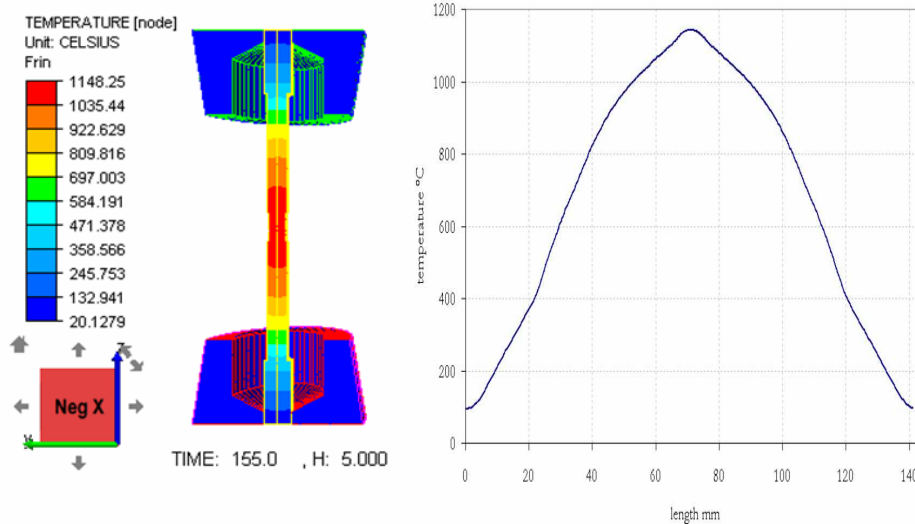 TEMPERATURE [node]
Unit: CELSIUS
Frin
1148.25
1035.44
922.629
809.816
697.003
584.191
471.378
358.566
245.753
132.941
20.1279
Neg X
TIME: 155.0 , H: 5.000
1200
1000
800
600
400
200
0
temperature °C
0 20 40 60 80 100 120 140
length mm